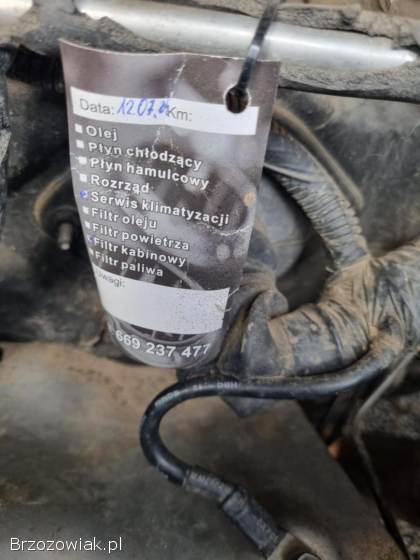 Data: 12.07. Km:
Olej
Płyn chłodzący
Płyn hamulcowy
Rozrząd
Serwis klimatyzacji
Filtr oleju
Filtr powietrza
Filtr kabinowy
Filtr paliwa
Uwagi:
669 237 477
Brzozowiak.pl